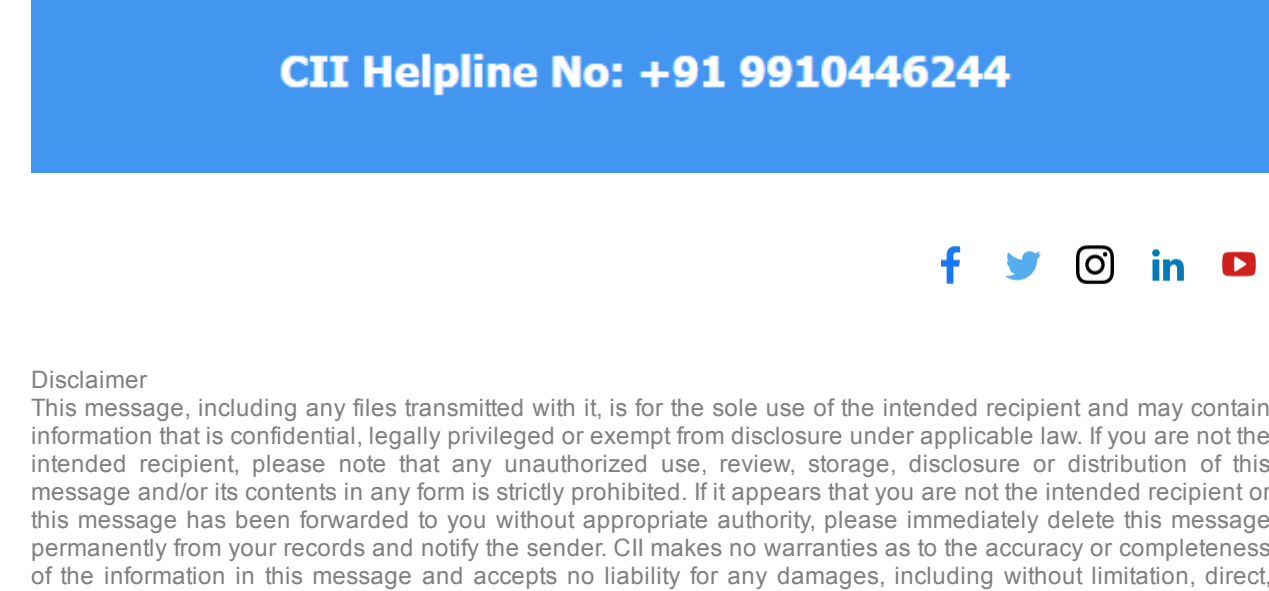 CII Helpline No: +91 9910446244
Disclaimer
This message, including any files transmitted with it, is for the sole use of the intended recipient and may contain
information that is confidential, legally privileged or exempt from disclosure under applicable law. If you are not the
intended recipient, please note that any unauthorized use, review, storage, disclosure or distribution of this
message and/or its contents in any form is strictly prohibited. If it appears that you are not the intended recipient or
this message has been forwarded to you without appropriate authority, please immediately delete this message
permanently from your records and notify the sender. CII makes no warranties as to the accuracy or completeness
of the information in this message and accepts no liability for any damages, including without limitation, direct,